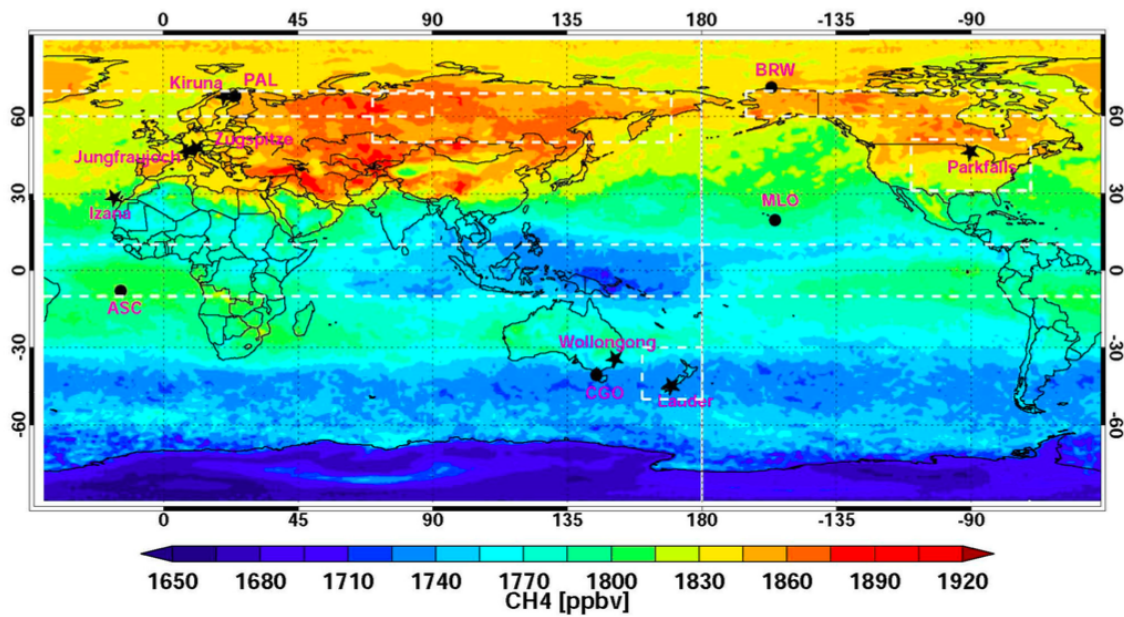 0 45 90 135 180 -135 -90
Kiruna PAL
BRW
60 60
Zugspitze
Jungfraujoch
Parkfalls
30 30
Izana
MLO
0 0
ASC
-30 -30
Wollongong
CGO
Lauder
-60 -60
0 45 90 135 180 -135 -90
1650 1680 1710 1740 1770 1800 1830 1860 1890 1920
CH4 [ppbv]